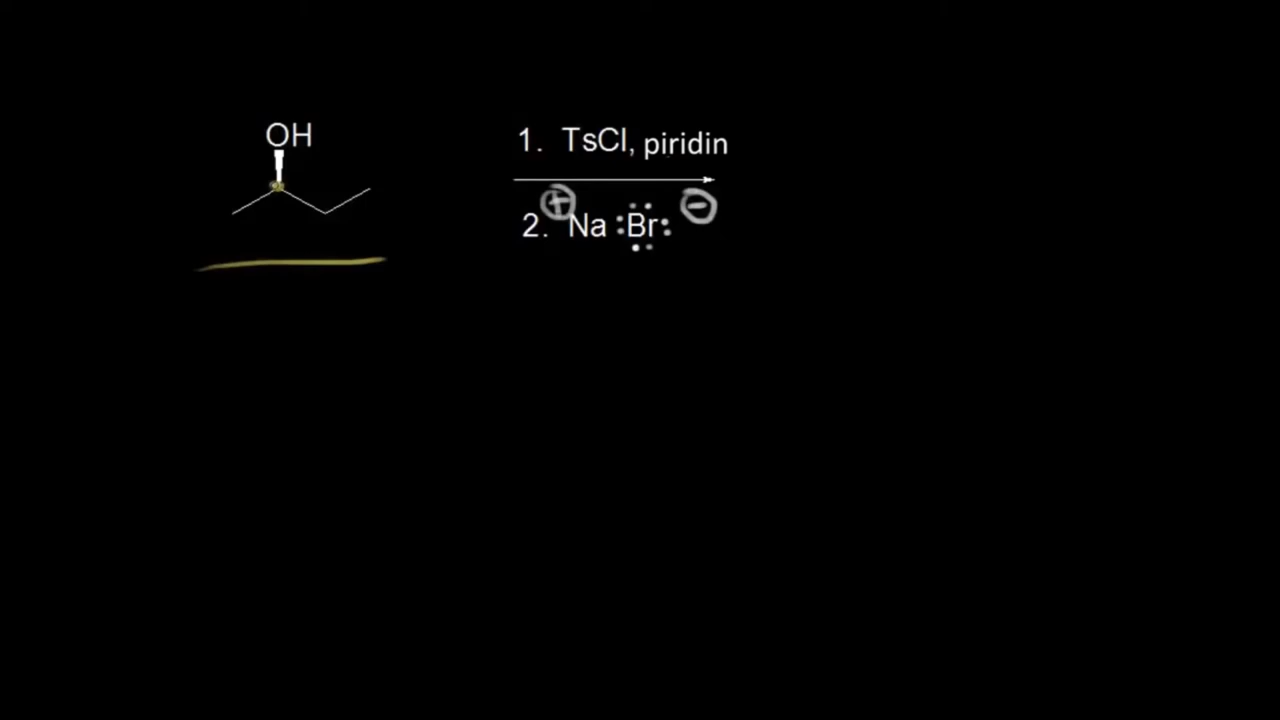 OH
1. TsCl, piridin
⊕ ⊖
2. Na :Br: